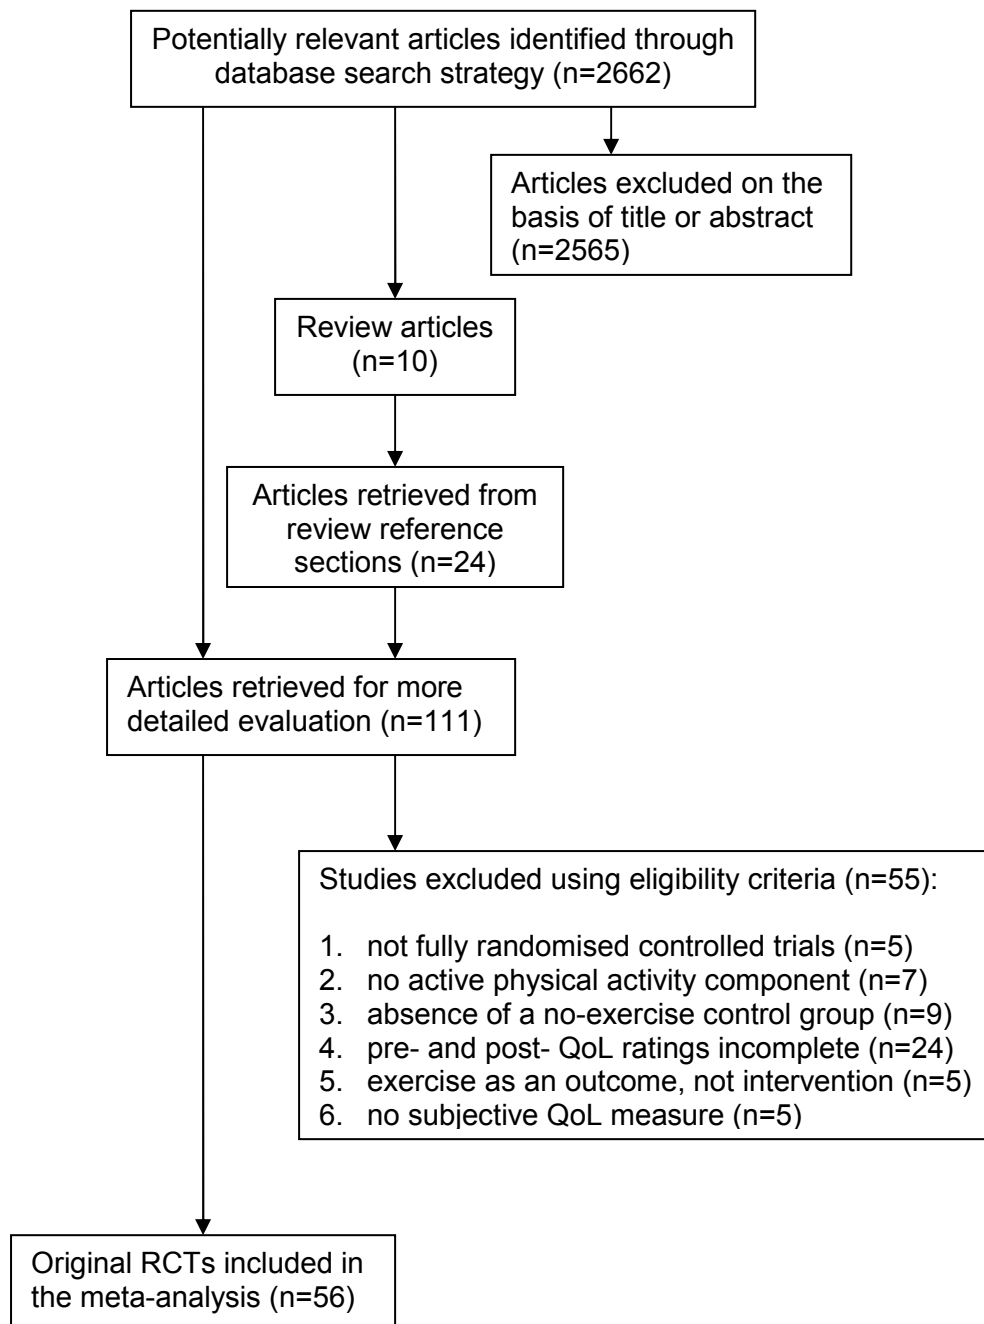 Potentially relevant articles identified through
database search strategy (n=2662)
Articles excluded on the
basis of title or abstract
(n=2565)
Review articles
(n=10)
Articles retrieved from
review reference
sections (n=24)
Articles retrieved for more
detailed evaluation (n=111)
Studies excluded using eligibility criteria (n=55):
1. not fully randomised controlled trials (n=5)
2. no active physical activity component (n=7)
3. absence of a no-exercise control group (n=9)
4. pre- and post- QoL ratings incomplete (n=24)
5. exercise as an outcome, not intervention (n=5)
6. no subjective QoL measure (n=5)
Original RCTs included in
the meta-analysis (n=56)